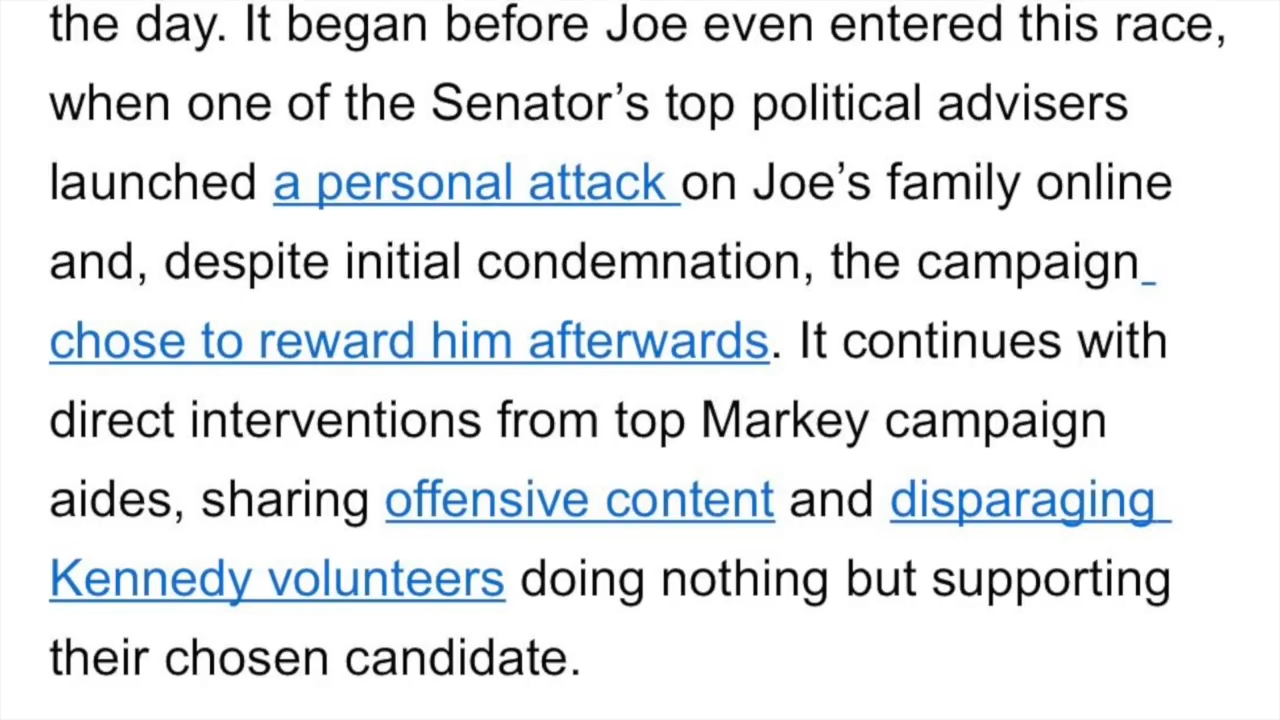 the day. It began before Joe even entered this race,
when one of the Senator’s top political advisers
launched a personal attack on Joe’s family online
and, despite initial condemnation, the campaign
chose to reward him afterwards. It continues with
direct interventions from top Markey campaign
aides, sharing offensive content and disparaging
Kennedy volunteers doing nothing but supporting
their chosen candidate.